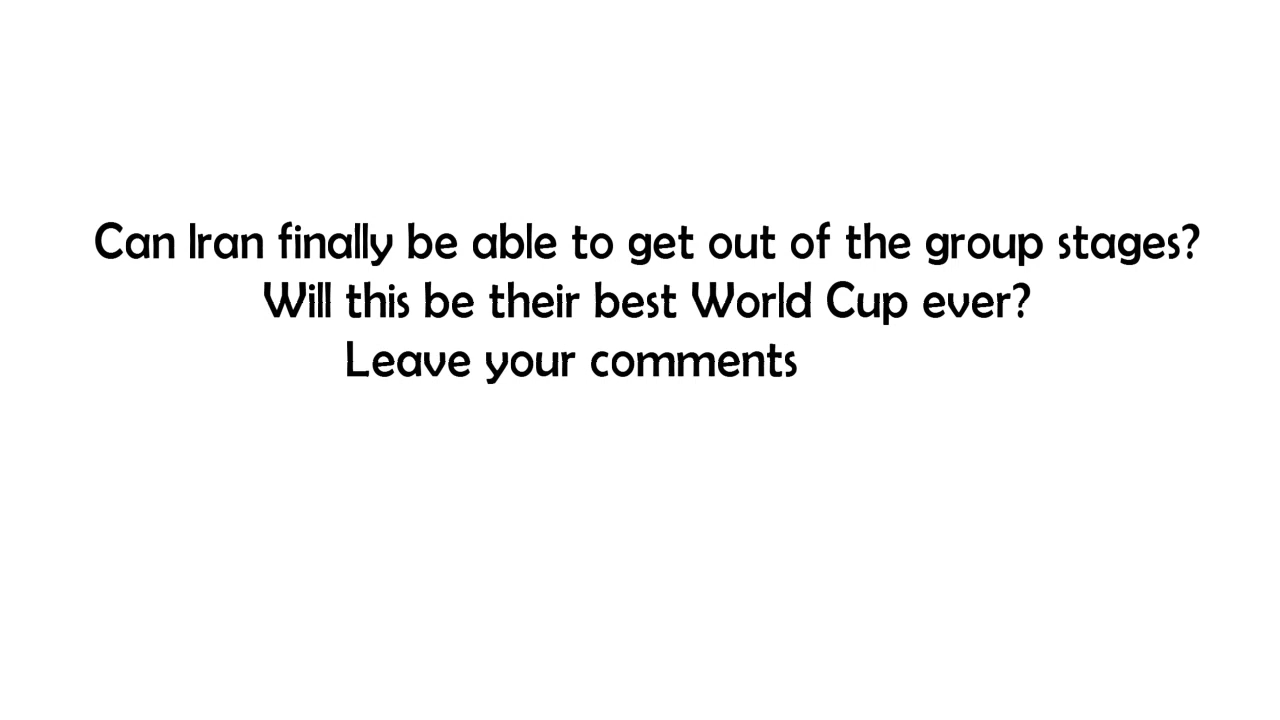 Can Iran finally be able to get out of the group stages?
Will this be their best World Cup ever?
Leave your comments